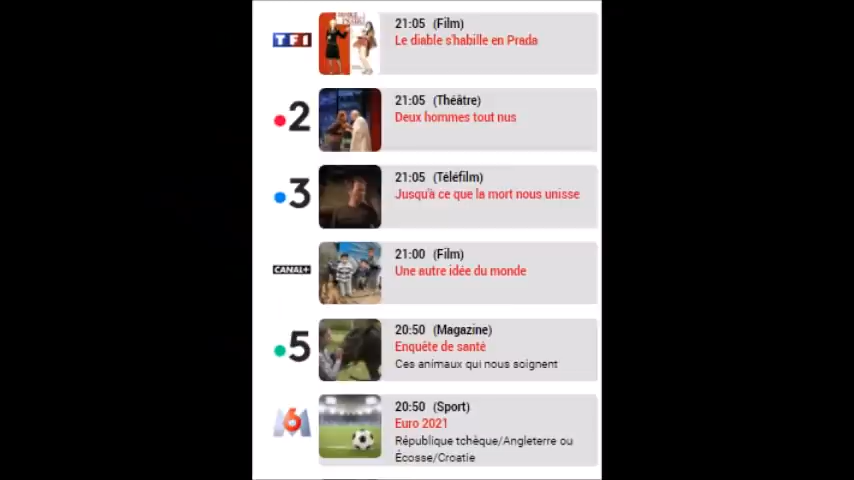 TF1
21:05 (Film)
Le diable s'habille en Prada
2
21:05 (Théâtre)
Deux hommes tout nus
3
21:05 (Téléfilm)
Jusqu'à ce que la mort nous unisse
CANAL+
21:00 (Film)
Une autre idée du monde
5
20:50 (Magazine)
Enquête de santé
Ces animaux qui nous soignent
M6
20:50 (Sport)
Euro 2021
République tchèque/Angleterre ou
Écosse/Croatie